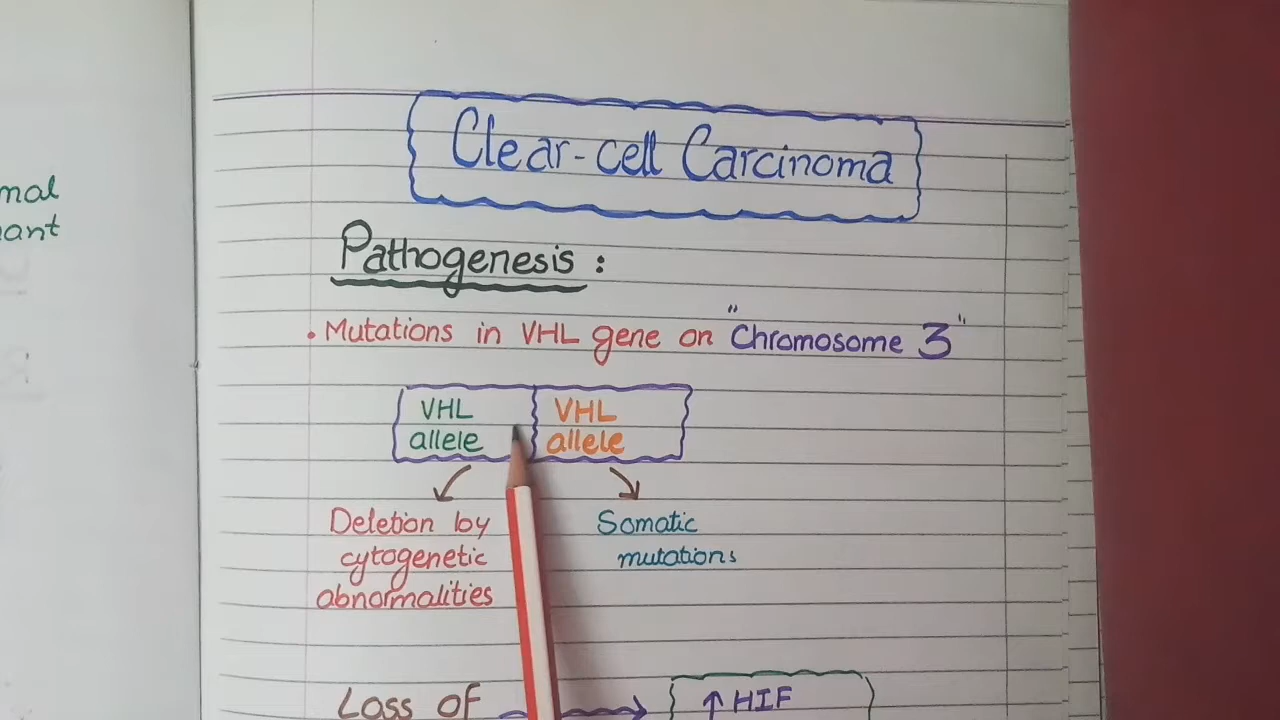 mal
ant
Clear-cell Carcinoma
Pathogenesis :
• Mutations in VHL gene on "Chromosome 3"
VHL allele
VHL allele
Deletion by
cytogenetic
abnormalities
Somatic
mutations
Loss of
↑ HIF